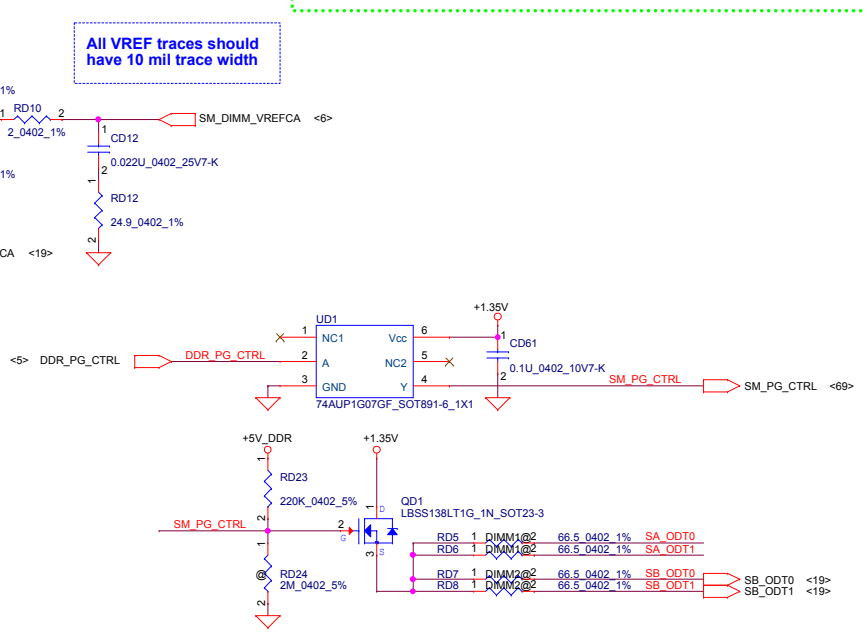 All VREF traces should
have 10 mil trace width
1%
1 RD10 2
2_0402_1%
SM_DIMM_VREFCA <6>
1
CD12
0.022U_0402_25V7-K
2
1%
1
RD12
24.9_0402_1%
2
CA <19>
+1.35V
UD1
1 NC1 Vcc 6
1
CD61
<5> DDR_PG_CTRL DDR_PG_CTRL 2 A NC2 5
0.1U_0402_10V7-K
2
3 GND Y 4 SM_PG_CTRL SM_PG_CTRL <69>
74AUP1G07GF_SOT891-6_1X1
+5V_DDR +1.35V
1
RD23
220K_0402_5%
2
1 D
QD1
LBSS138LT1G_1N_SOT23-3
SM_PG_CTRL 2 G
3 S
1
@ RD24
2M_0402_5%
2
RD5 1 DIMM1@2 66.5_0402_1% SA_ODT0
RD6 1 DIMM1@2 66.5_0402_1% SA_ODT1
RD7 1 DIMM2@2 66.5_0402_1% SB_ODT0 SB_ODT0 <19>
RD8 1 DIMM2@2 66.5_0402_1% SB_ODT1 SB_ODT1 <19>